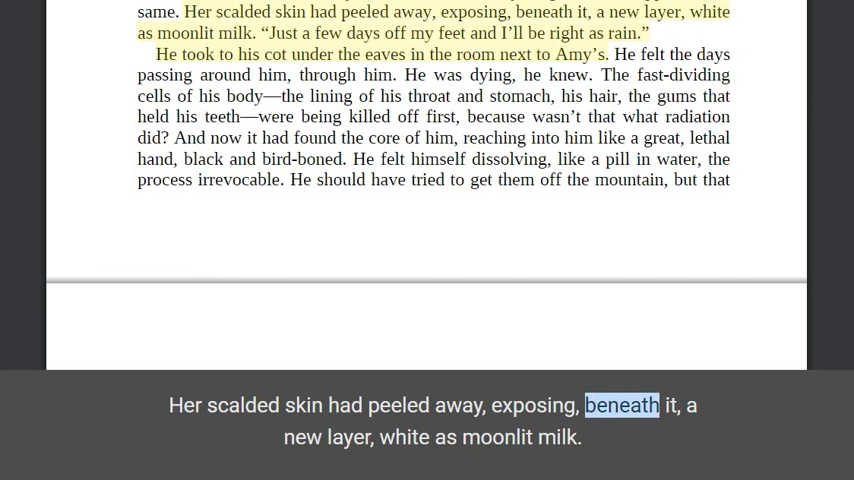 same. Her scalded skin had peeled away, exposing, beneath it, a new layer, white
as moonlit milk. “Just a few days off my feet and I’ll be right as rain.”
He took to his cot under the eaves in the room next to Amy’s. He felt the days
passing around him, through him. He was dying, he knew. The fast-dividing
cells of his body—the lining of his throat and stomach, his hair, the gums that
held his teeth—were being killed off first, because wasn’t that what radiation
did? And now it had found the core of him, reaching into him like a great, lethal
hand, black and bird-boned. He felt himself dissolving, like a pill in water, the
process irrevocable. He should have tried to get them off the mountain, but that
Her scalded skin had peeled away, exposing, beneath it, a
new layer, white as moonlit milk.